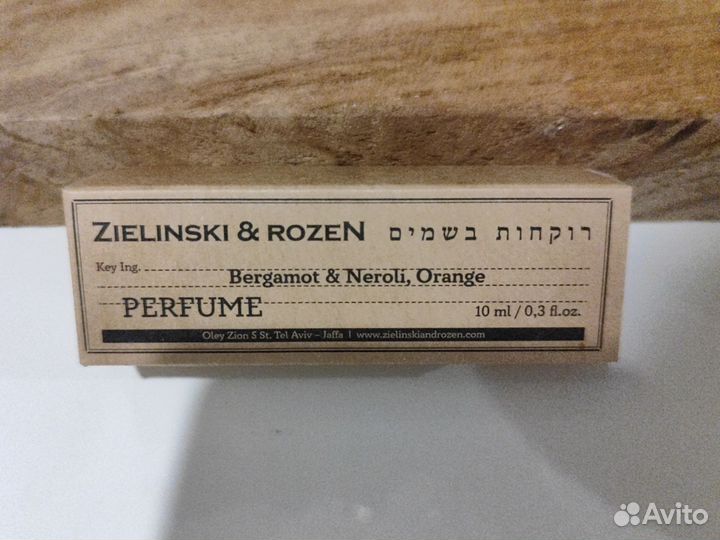 ZIELINSKI & ROZEN רוקחות בשמים
Key Ing.
Bergamot & Neroli, Orange
PERFUME 10 ml / 0,3 fl.oz.
Oley Zion 5 St. Tel Aviv – Jaffa | www.zielinskiandrozen.com
Avito